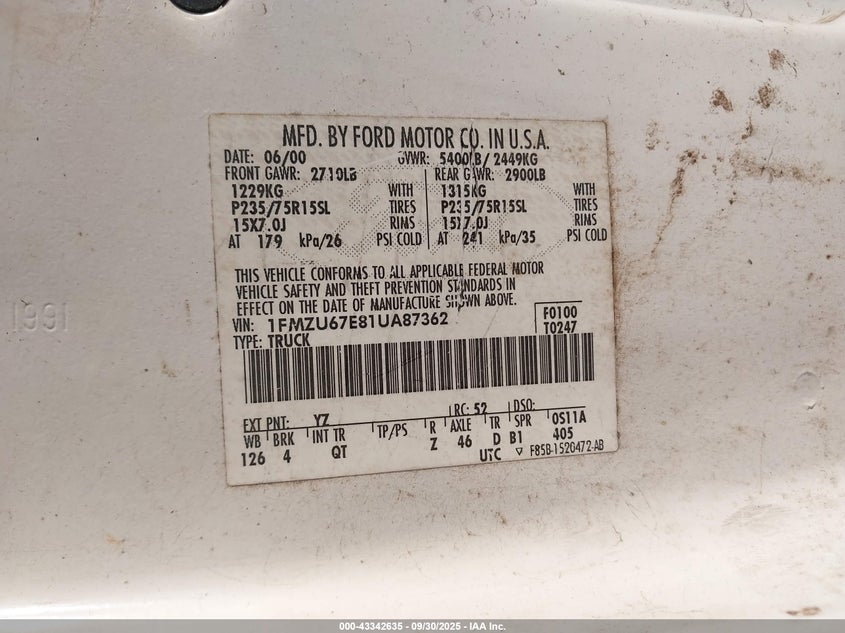 MFD. BY FORD MOTOR CO. IN U.S.A.
DATE: 06/00 GVWR: 5400LB/ 2449KG
FRONT GAWR: 2710LB REAR GAWR: 2900LB
1229KG WITH 1315KG WITH
P235/75R15SL TIRES P235/75R15SL TIRES
15X7.0J RIMS 15X7.0J RIMS
AT 179 kPa/26 PSI COLD AT 241 kPa/35 PSI COLD
THIS VEHICLE CONFORMS TO ALL APPLICABLE FEDERAL MOTOR
VEHICLE SAFETY AND THEFT PREVENTION STANDARDS IN
EFFECT ON THE DATE OF MANUFACTURE SHOWN ABOVE.
VIN: 1FMZU67E81UA87362 F0100
TYPE: TRUCK T0247
EXT PNT: YZ RC: 52 DSO:
WB BRK INT TR TP/PS R AXLE TR SPR 0S11A
126 4 QT Z 46 D B1 405
UTC F85B-1520472-AB
1991
000-43342635 - 09/30/2025 - IAA Inc.